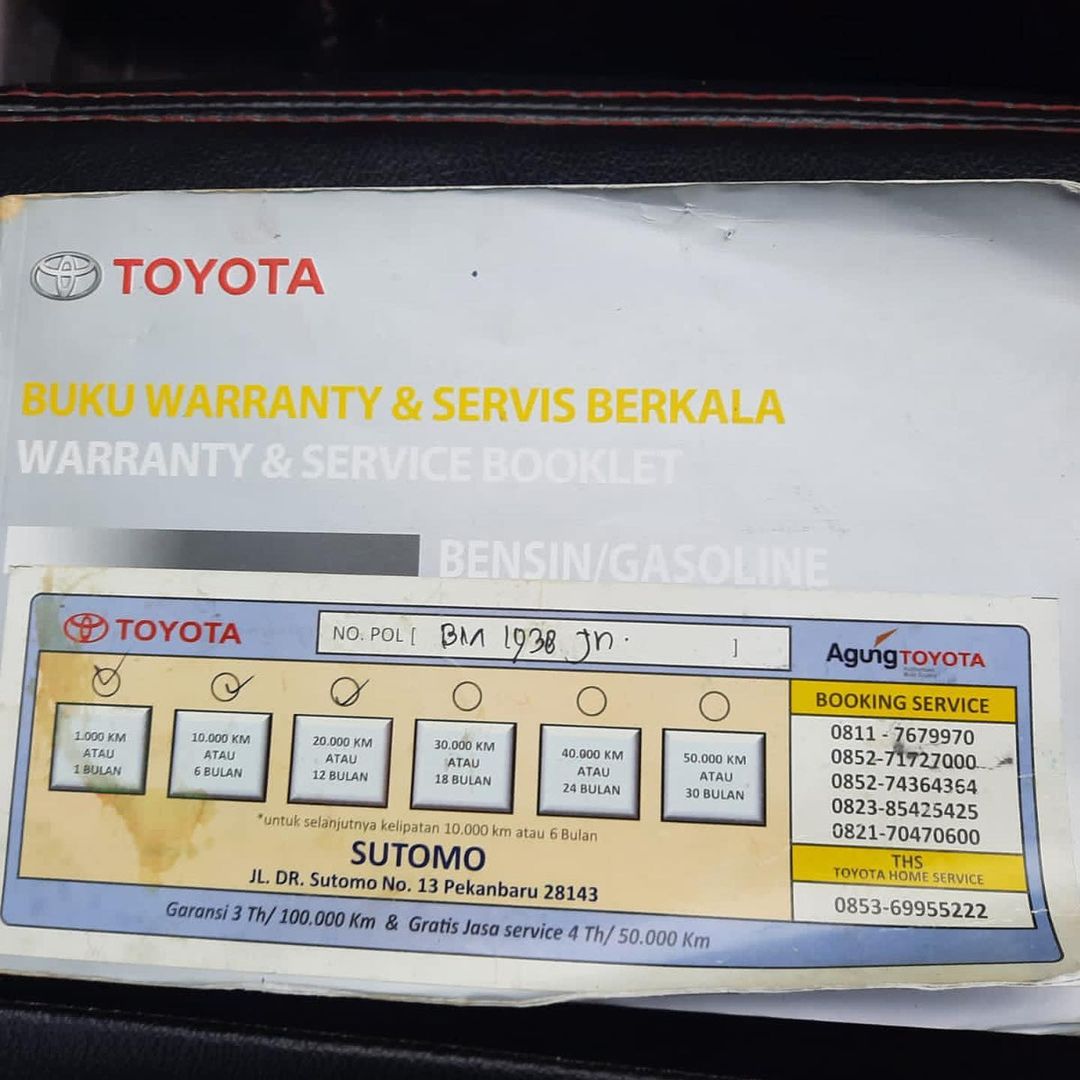 TOYOTA
BUKU WARRANTY & SERVIS BERKALA
WARRANTY & SERVICE BOOKLET
BENSIN/GASOLINE
TOYOTA
NO. POL [ BM 1938 JN. ]
1.000 KM
ATAU
1 BULAN
10.000 KM
ATAU
6 BULAN
20.000 KM
ATAU
12 BULAN
30.000 KM
ATAU
18 BULAN
40.000 KM
ATAU
24 BULAN
50.000 KM
ATAU
30 BULAN
*untuk selanjutnya kelipatan 10.000 km atau 6 Bulan
SUTOMO
JL. DR. Sutomo No. 13 Pekanbaru 28143
Garansi 3 Th/ 100.000 Km & Gratis Jasa service 4 Th/ 50.000 Km
Agung TOYOTA
BOOKING SERVICE
0811 - 7679970
0852-71727000
0852-74364364
0823-85425425
0821-70470600
THS
TOYOTA HOME SERVICE
0853-69955222